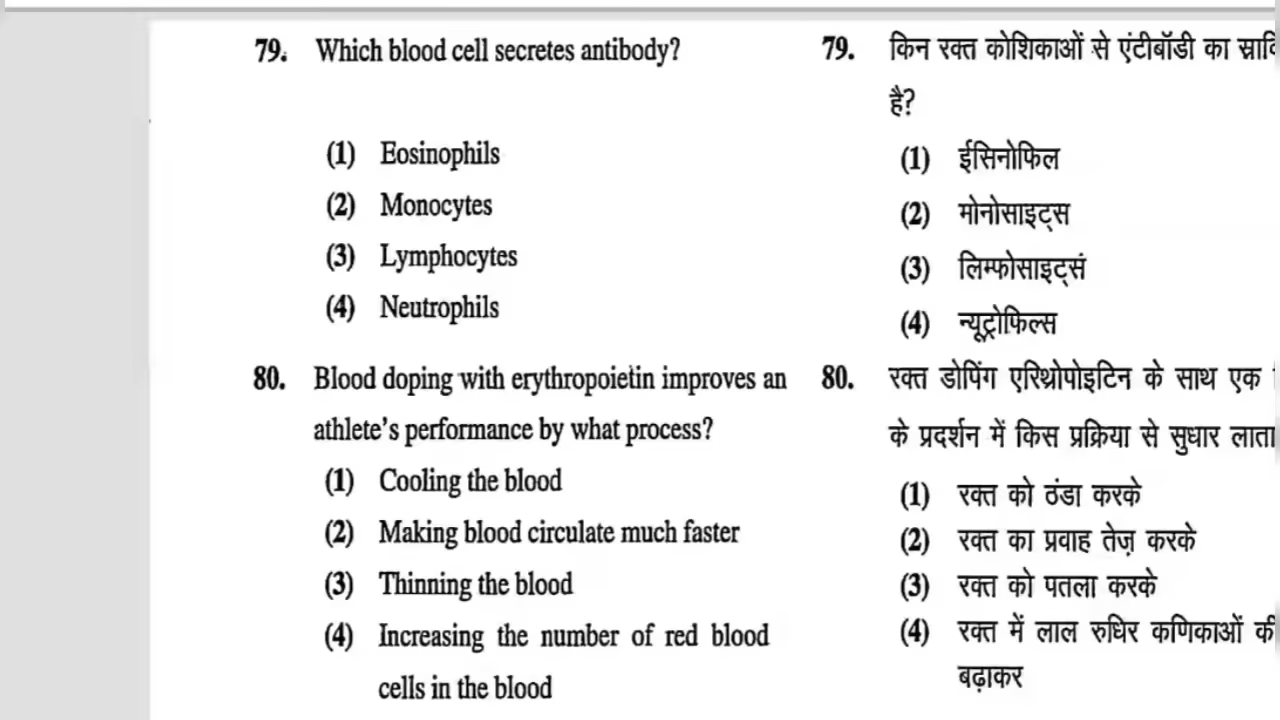 79. Which blood cell secretes antibody?
(1) Eosinophils
(2) Monocytes
(3) Lymphocytes
(4) Neutrophils
80. Blood doping with erythropoietin improves an
athlete's performance by what process?
(1) Cooling the blood
(2) Making blood circulate much faster
(3) Thinning the blood
(4) Increasing the number of red blood
cells in the blood
79. किन रक्त कोशिकाओं से एंटीबॉडी का
है?
(1) ईसिनोफिल
(2) मोनोसाइट्स
(3) लिम्फोसाइट्सं
(4) न्यूट्रोफिल्स
80. रक्त डोपिंग एरिथ्रोपोइटिन के साथ एक
के प्रदर्शन में किस प्रक्रिया से सुधार लाता
(1) रक्त को ठंडा करके
(2) रक्त का प्रवाह तेज़ करके
(3) रक्त को पतला करके
(4) रक्त में लाल रुधिर कणिकाओं की
बढ़ाकर